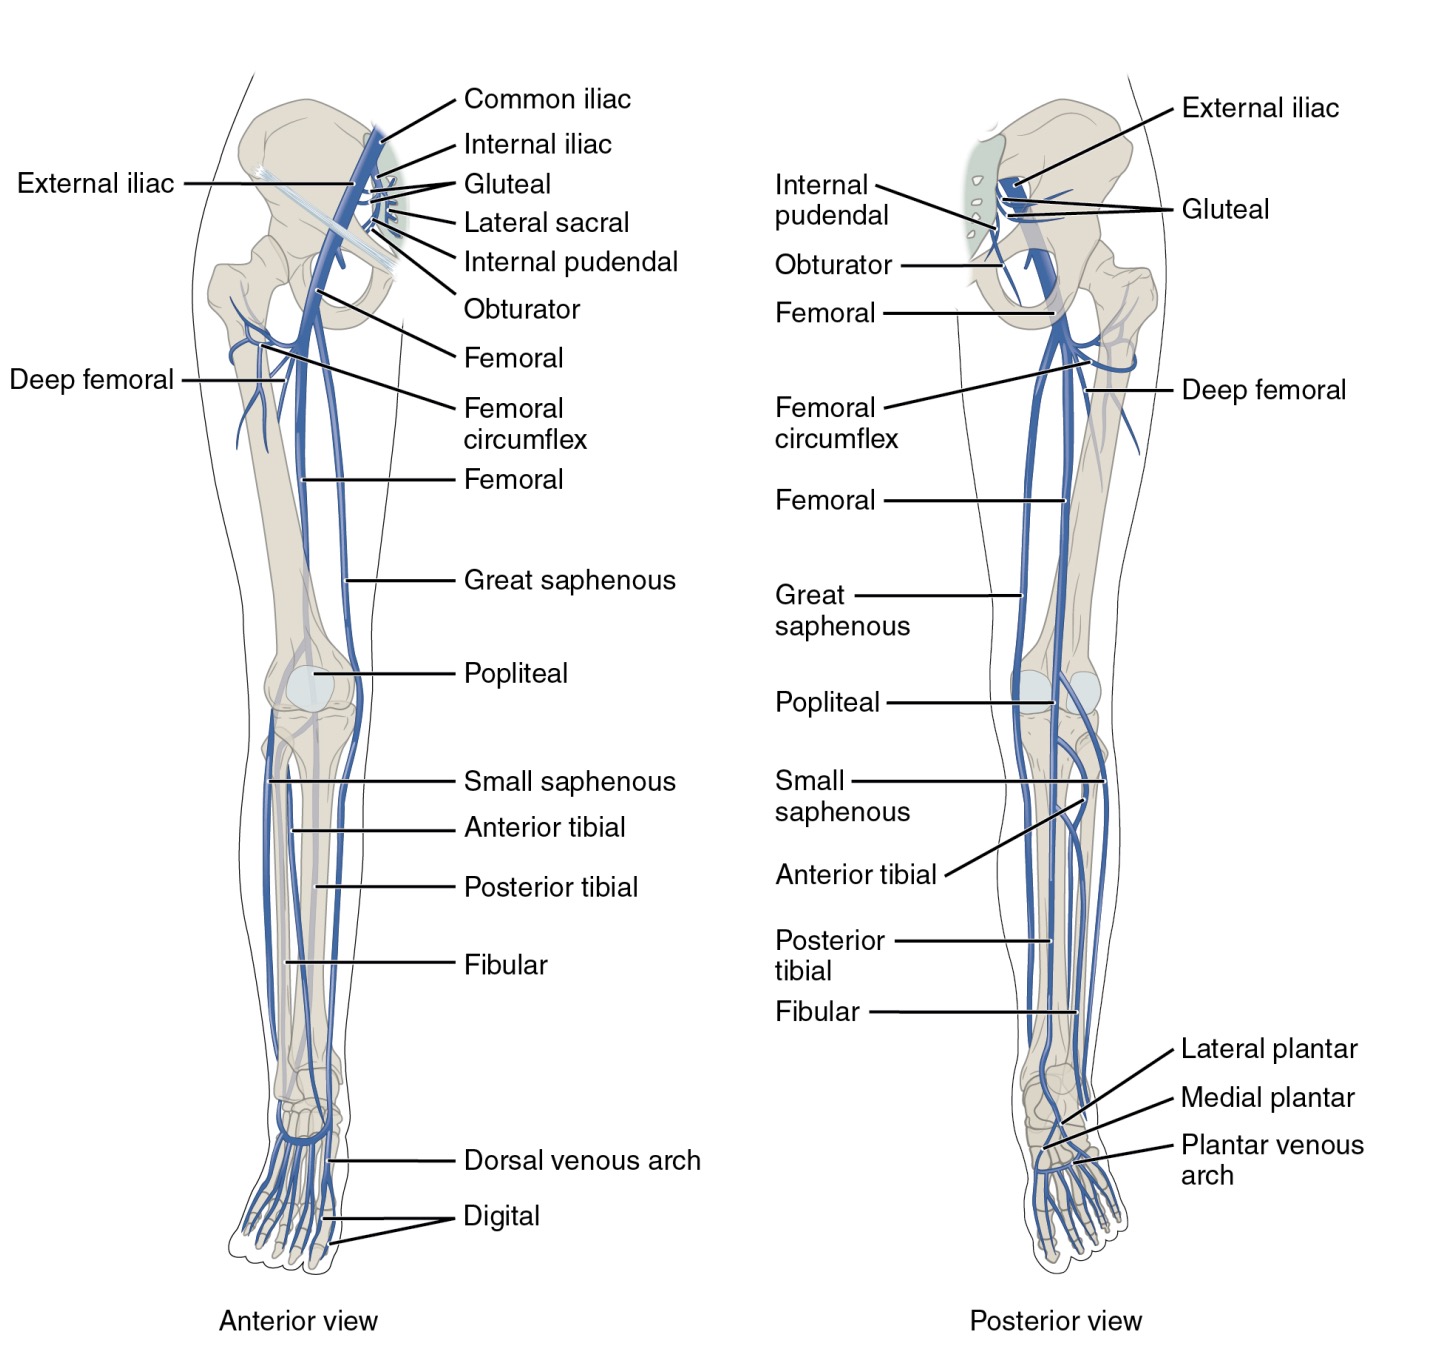 Common iliac
Internal iliac
External iliac
Gluteal
Lateral sacral
Internal pudendal
Obturator
Femoral
Deep femoral
Femoral
circumflex
Femoral
Great saphenous
Popliteal
Small saphenous
Anterior tibial
Posterior tibial
Fibular
Dorsal venous arch
Digital
Anterior view
External iliac
Internal
pudendal
Gluteal
Obturator
Femoral
Deep femoral
Femoral
circumflex
Femoral
Great
saphenous
Popliteal
Small
saphenous
Anterior tibial
Posterior
tibial
Fibular
Lateral plantar
Medial plantar
Plantar venous
arch
Posterior view